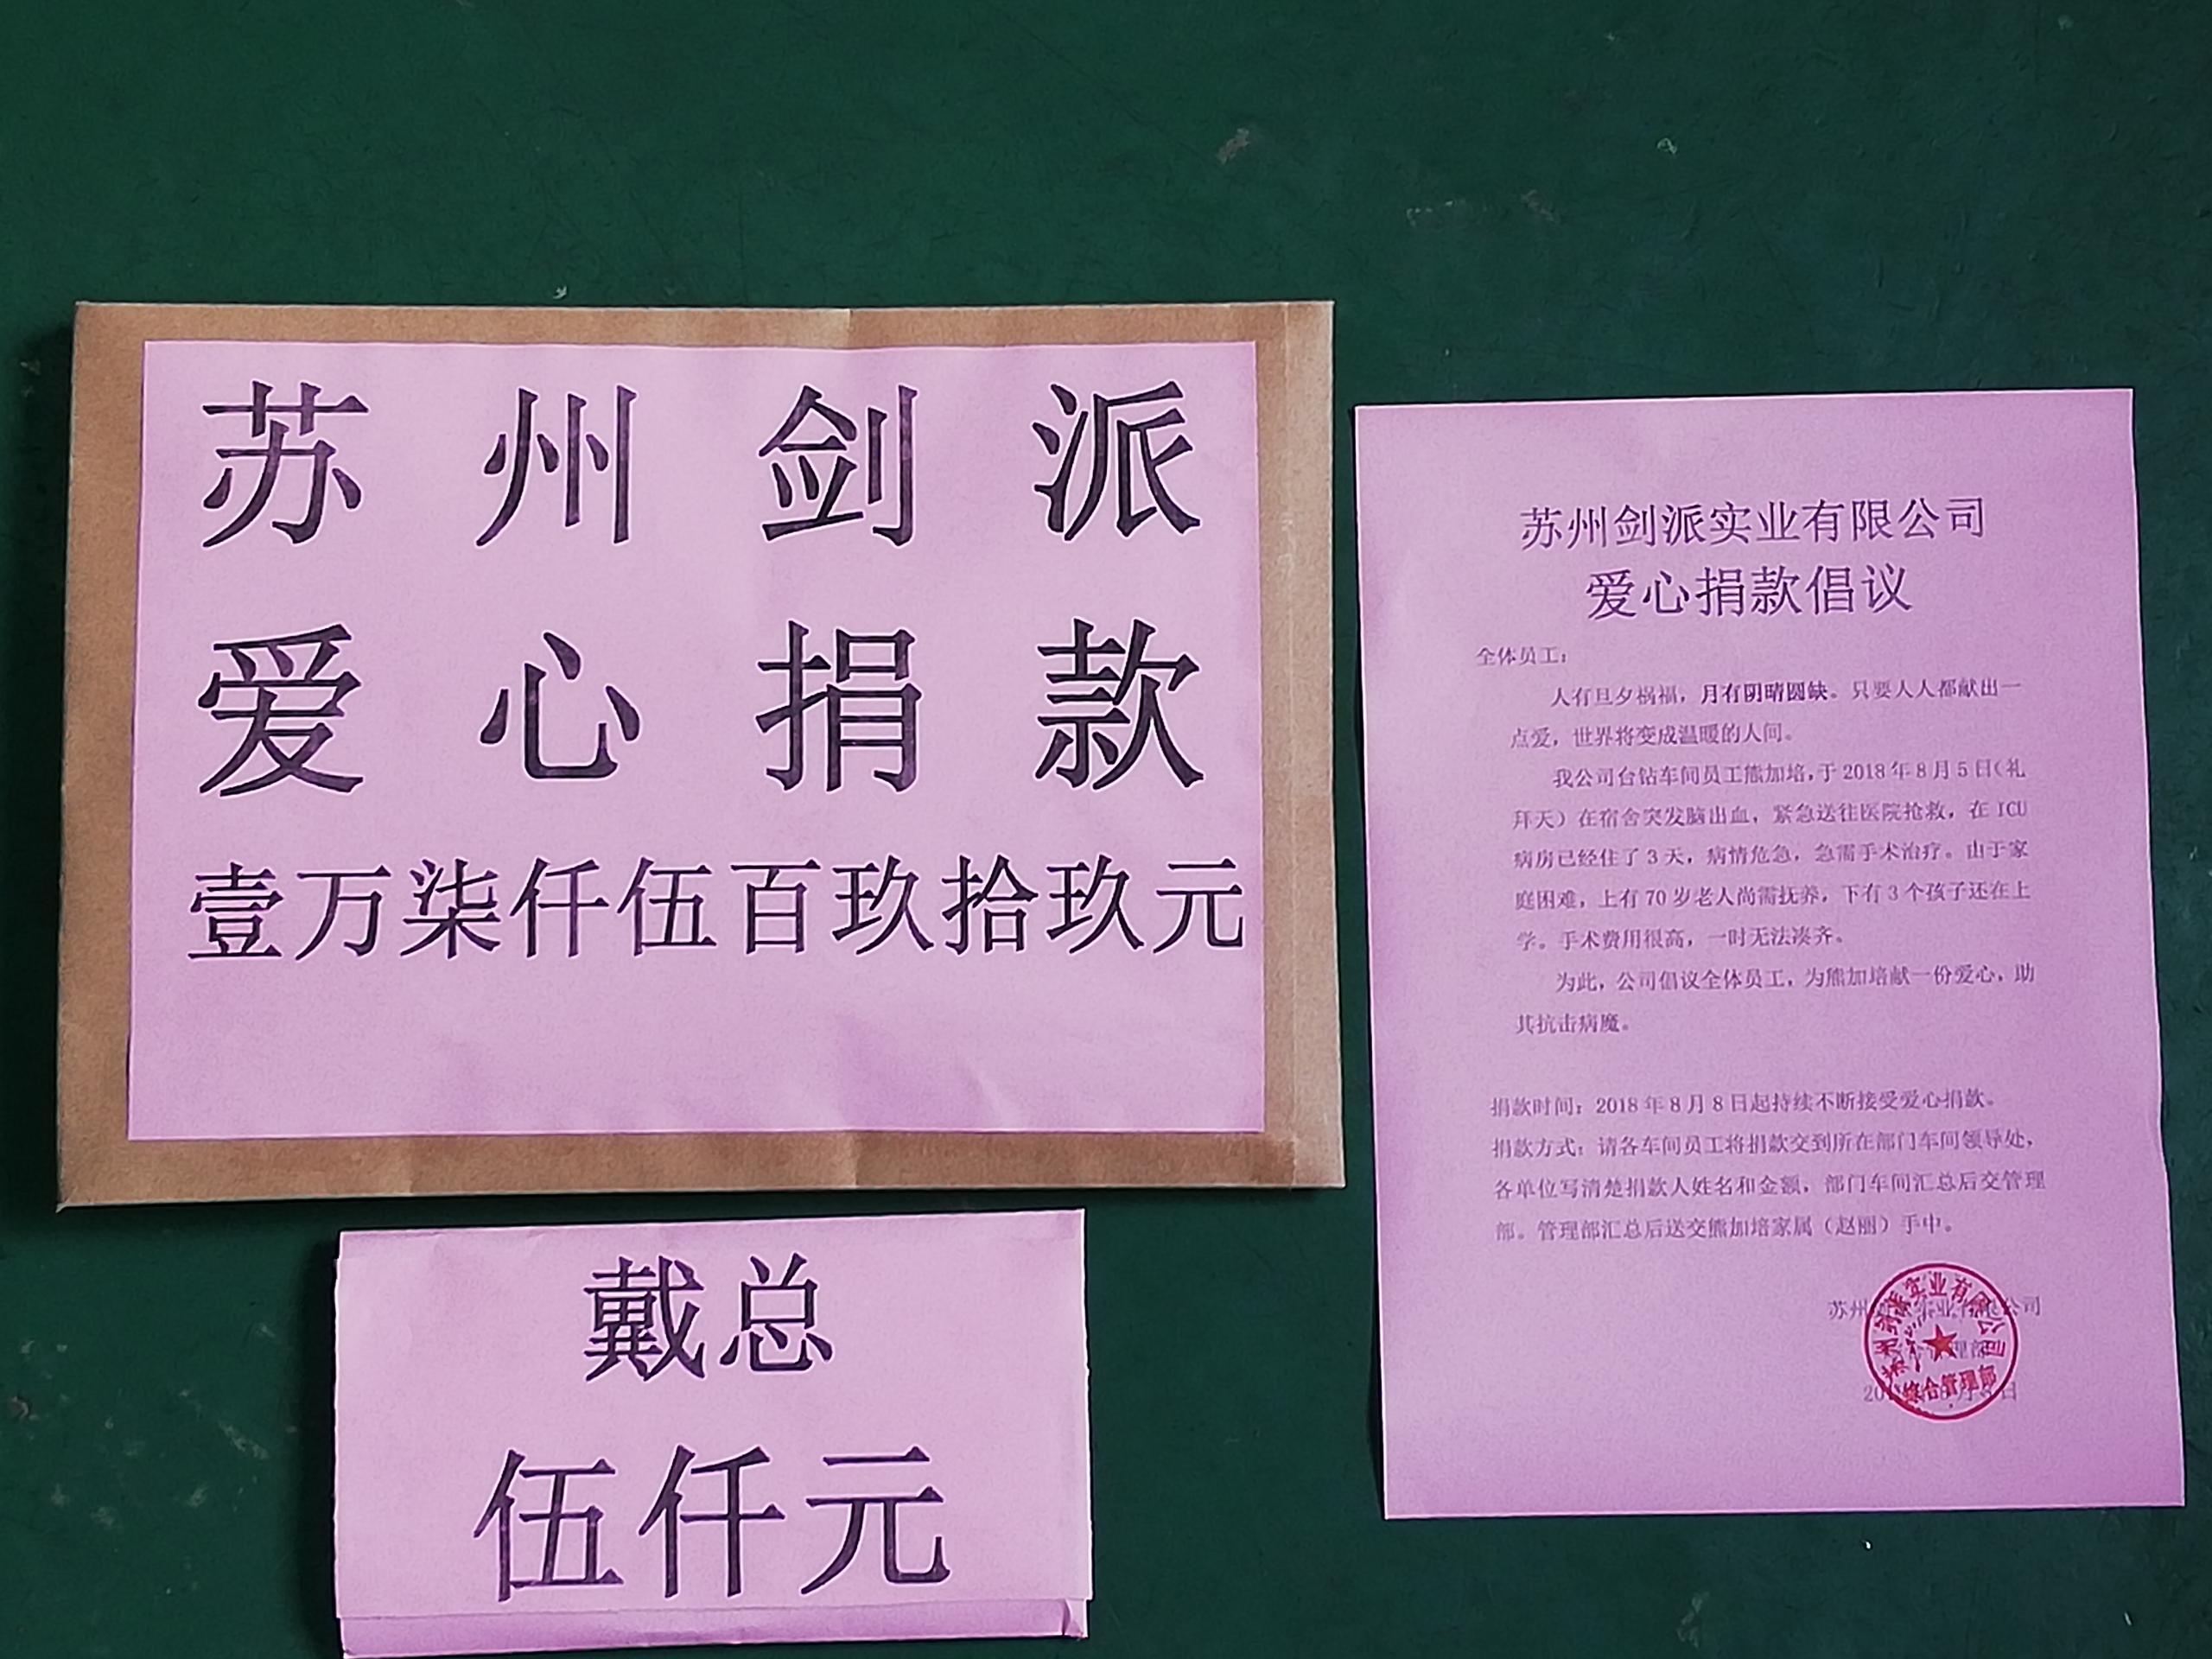 苏州剑派
爱心捐款
壹万柒仟伍百玖拾玖元
戴总
伍仟元
苏州剑派实业有限公司
爱心捐款倡议
全体员工：
人有旦夕祸福，月有阴晴圆缺。只要人人都献出一
点爱，世界将变成温暖的人间。
我公司台钻车间员工熊加培，于2018年8月5日（礼
拜天）在宿舍突发脑出血，紧急送往医院抢救，在ICU
病房已经住了3天，病情危急，急需手术治疗。由于家
庭困难，上有70岁老人尚需抚养，下有3个孩子还在上
学。手术费用很高，一时无法凑齐。
为此，公司倡议全体员工，为熊加培献一份爱心，助
其抗击病魔。
捐款时间：2018年8月8日起持续不断接受爱心捐款。
捐款方式：请各车间员工将捐款交到所在部门车间领导处，
各单位写清楚捐款人姓名和金额，部门车间汇总后交管理
部。管理部汇总后送交熊加培家属（赵丽）手中。
苏州剑派实业有限公司
综合管理部